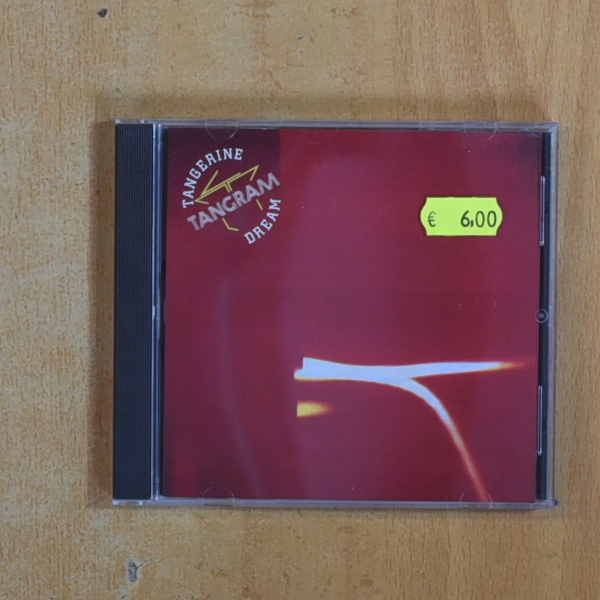 TANGERINE
TANGRAM
DREAM
€ 6,00